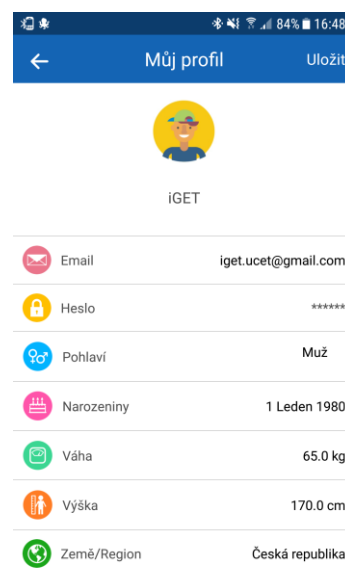 84% 16:48
Můj profil Uložit
iGET
Email iget.ucet@gmail.com
Heslo ******
Pohlaví Muž
Narozeniny 1 Leden 1980
Váha 65.0 kg
Výška 170.0 cm
Země/Region Česká republika